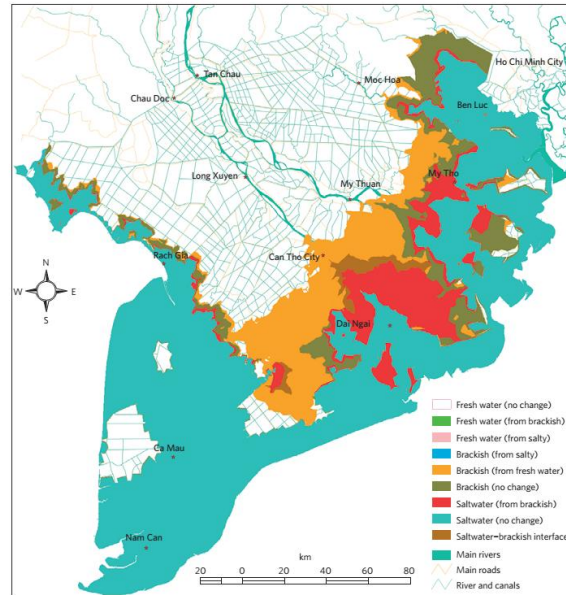 Ho Chi Minh City
Tan Chau
Moc Hoa
Chau Doc
Ben Luc
Long Xuyen
My Tho
My Thuan
Rach Gia
Can Tho City
N
W E
S
Dai Ngai
Ca Mau
Nam Can
Fresh water (no change)
Fresh water (from brackish)
Fresh water (from salty)
Brackish (from salty)
Brackish (from fresh water)
Brackish (no change)
Saltwater (from brackish)
Saltwater (no change)
Saltwater–brackish interface
Main rivers
Main roads
River and canals
km
20 0 20 40 60 80